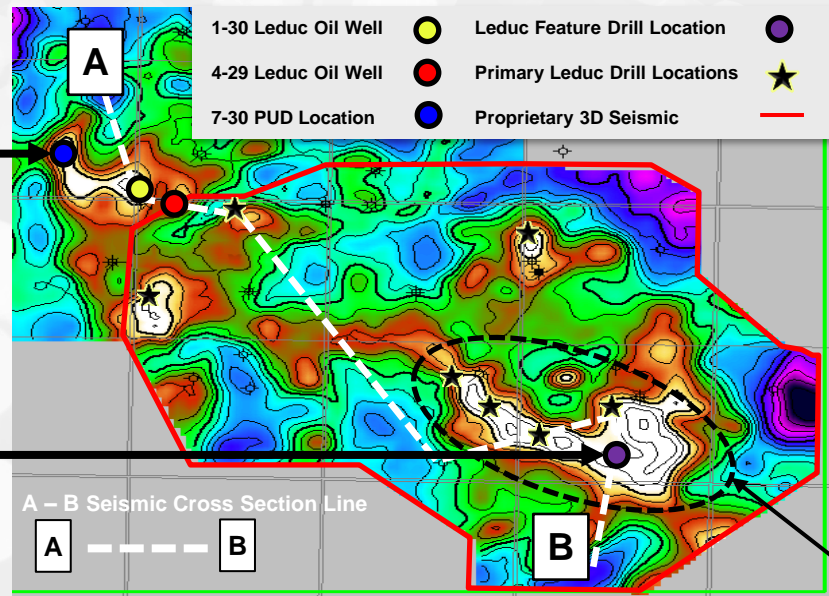 1-30 Leduc Oil Well
Leduc Feature Drill Location
4-29 Leduc Oil Well
Primary Leduc Drill Locations
7-30 PUD Location
Proprietary 3D Seismic
A
A – B Seismic Cross Section Line
A
B
B